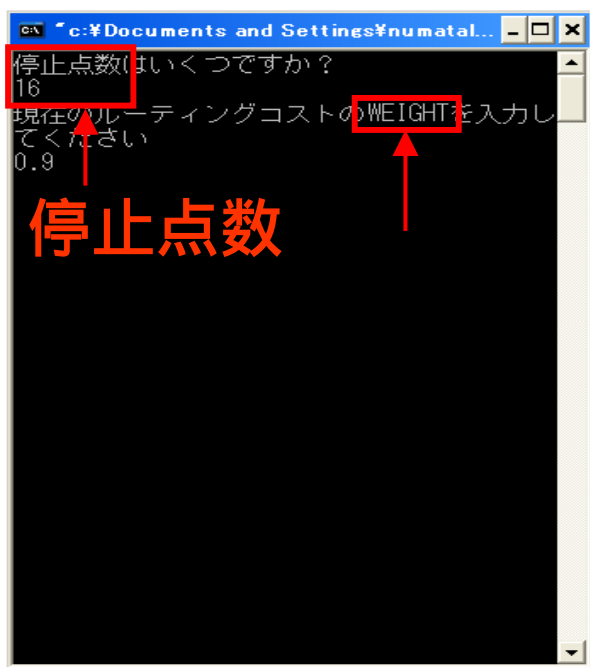 "c:¥Documents and Settings¥numatal...
停止点数はいくつですか？
16
現在のルーティングコストのWEIGHTを入力し
てください
0.9
停止点数